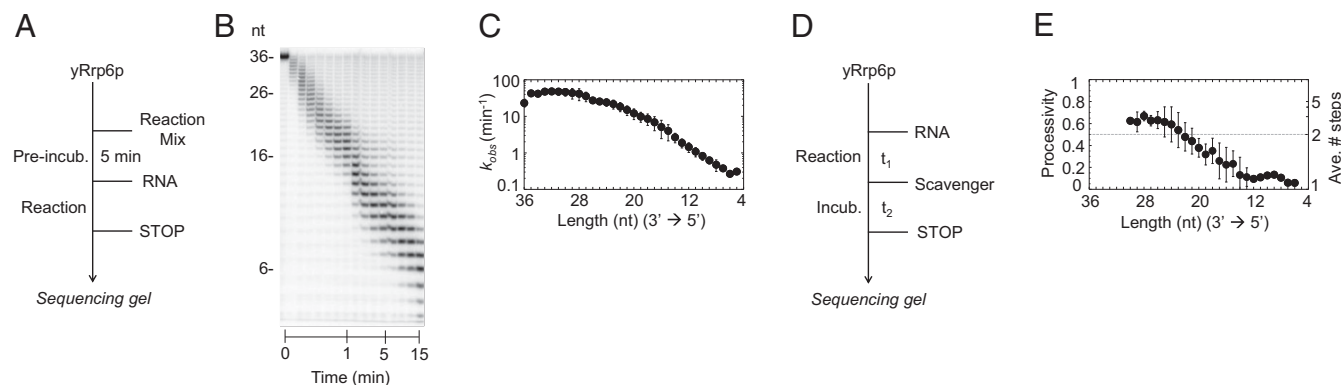 A
yRrp6p
Reaction
Mix
Pre-incub.
5 min
RNA
Reaction
STOP
Sequencing gel
B
nt
36-
26-
16-
6-
0
1
5
15
Time (min)
C
100
10
1
0.1
k_obs (min⁻¹)
36
28
20
12
4
Length (nt) (3' → 5')
D
yRrp6p
RNA
Reaction
t₁
Scavenger
Incub.
t₂
STOP
Sequencing gel
E
1
0.8
0.6
0.4
0.2
0
Processivity
5
2
1
Ave. # steps
36
28
20
12
4
Length (nt) (3' → 5')